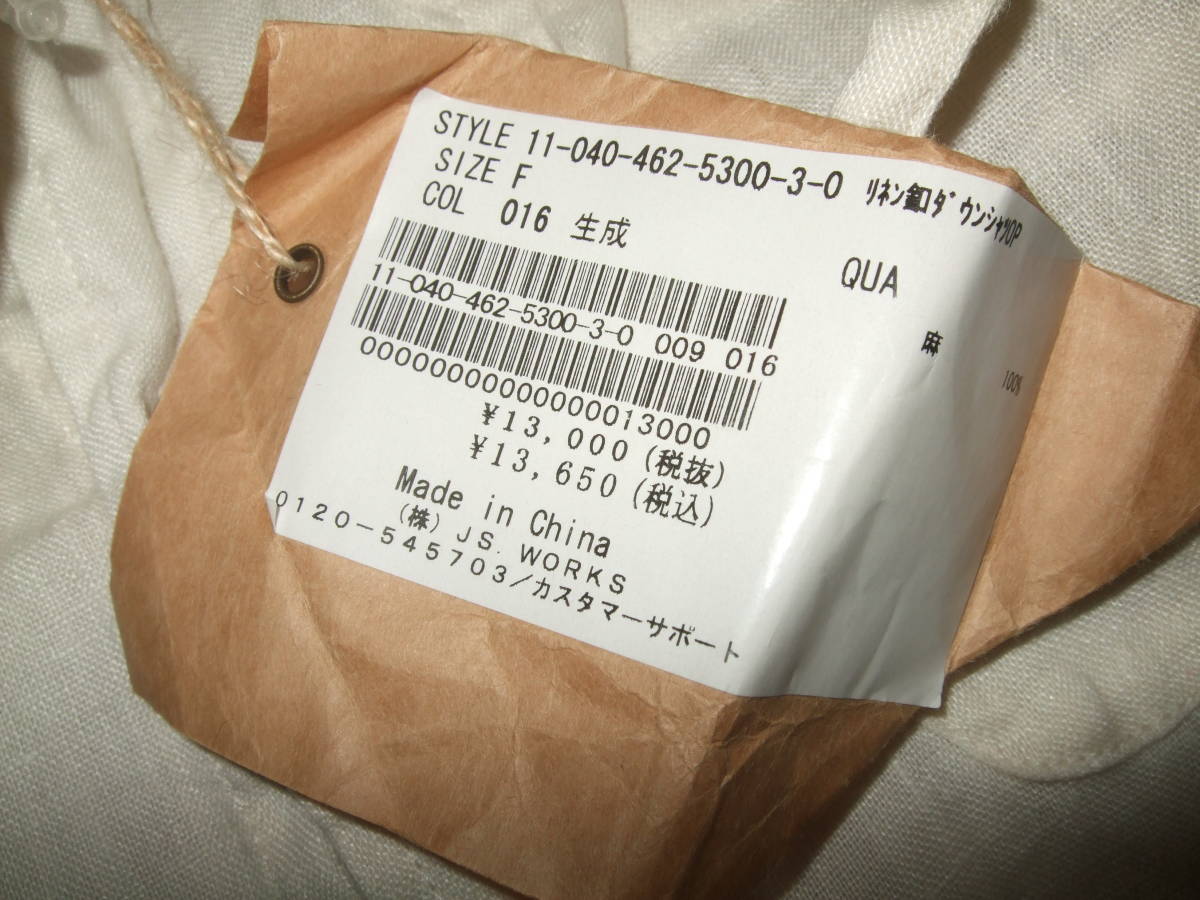 STYLE 11-040-462-5300-3-0 リネン釦ダウンシャツOP
SIZE F
COL 016 生成
QUA
麻 100%
11-040-462-5300-3-0 009 016
000000000000000013000
¥13,000(税抜)
¥13,650(税込)
Made in China
(株) JS. WORKS
0120-545703/カスタマーサポート